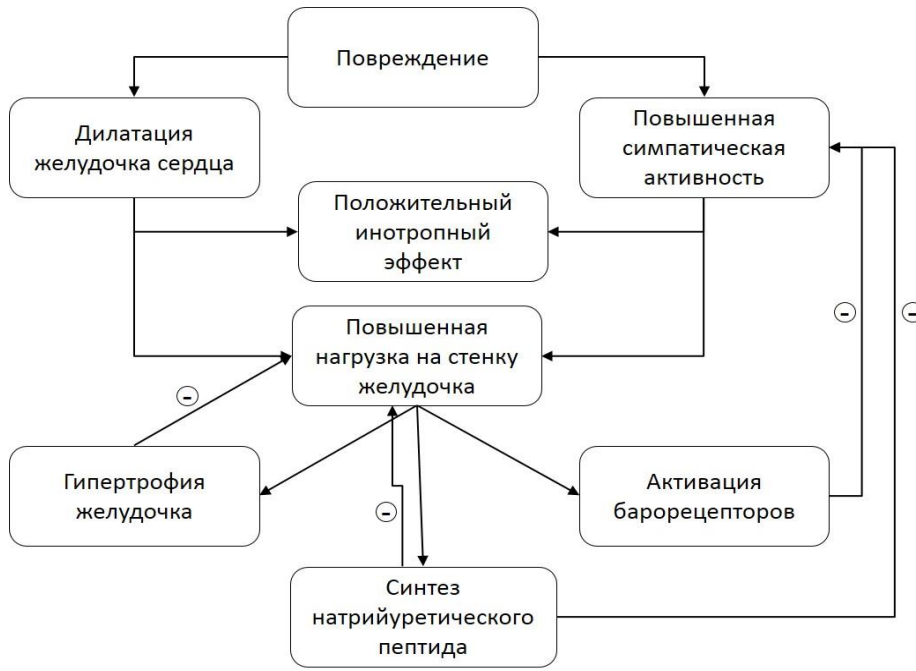 Повреждение
Дилатация
желудочка сердца
Повышенная
симпатическая
активность
Положительный
инотропный
эффект
Повышенная
нагрузка на стенку
желудочка
-
-
-
Гипертрофия
желудочка
Активация
барорецепторов
-
Синтез
натрийуретического
пептида